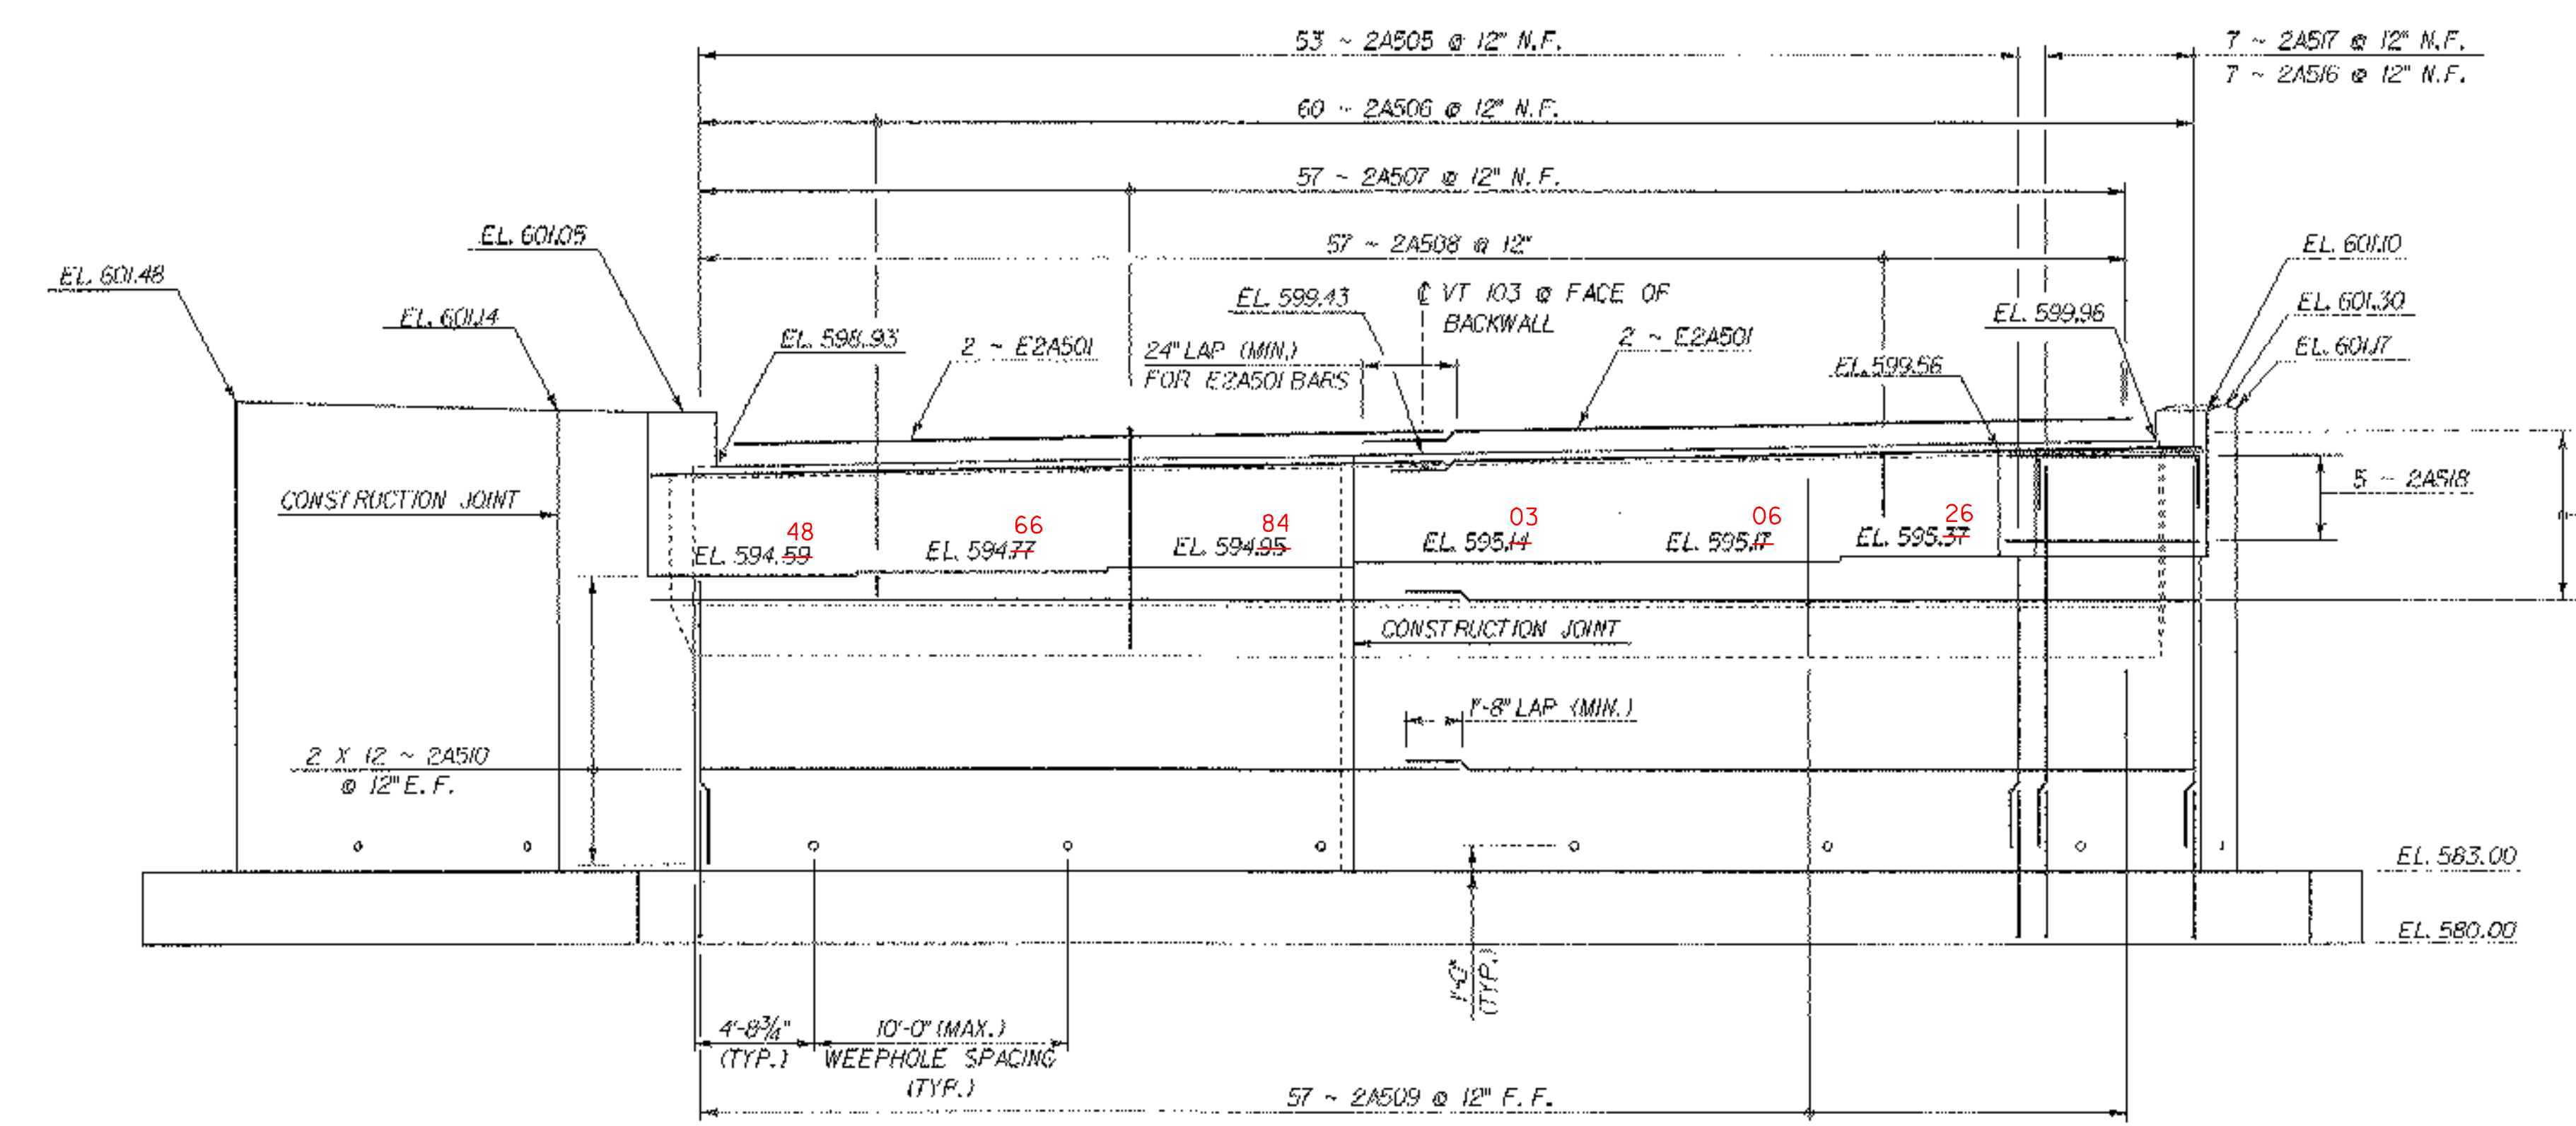 53 ~ 2A505 @ 12" N.F.
7 ~ 2A517 @ 12" N.F.
7 ~ 2A516 @ 12" N.F.
60 ~ 2A506 @ 12" N.F.
57 ~ 2A507 @ 12" N.F.
57 ~ 2A508 @ 12"
EL. 601.05
EL. 601.10
EL. 601.48
EL. 599.43
℄ VT 103 @ FACE OF
BACKWALL
EL. 601.30
EL. 601.14
EL. 599.96
EL. 598.93
2 ~ E2A501
24" LAP (MIN.)
FOR E2A501 BARS
2 ~ E2A501
EL. 601.17
EL. 599.56
CONSTRUCTION JOINT
5 ~ 2A518
48
66
84
03
06
26
EL. 594.59
EL. 594.77
EL. 594.95
EL. 595.14
EL. 595.17
EL. 595.37
CONSTRUCTION JOINT
1'-8" LAP (MIN.)
2 X 12 ~ 2A510
@ 12" E.F.
EL. 583.00
EL. 580.00
1'-0"
(TYP.)
4'-8¾"
(TYP.)
10'-0" (MAX.)
WEEPHOLE SPACING
(TYP.)
57 ~ 2A509 @ 12" F.F.